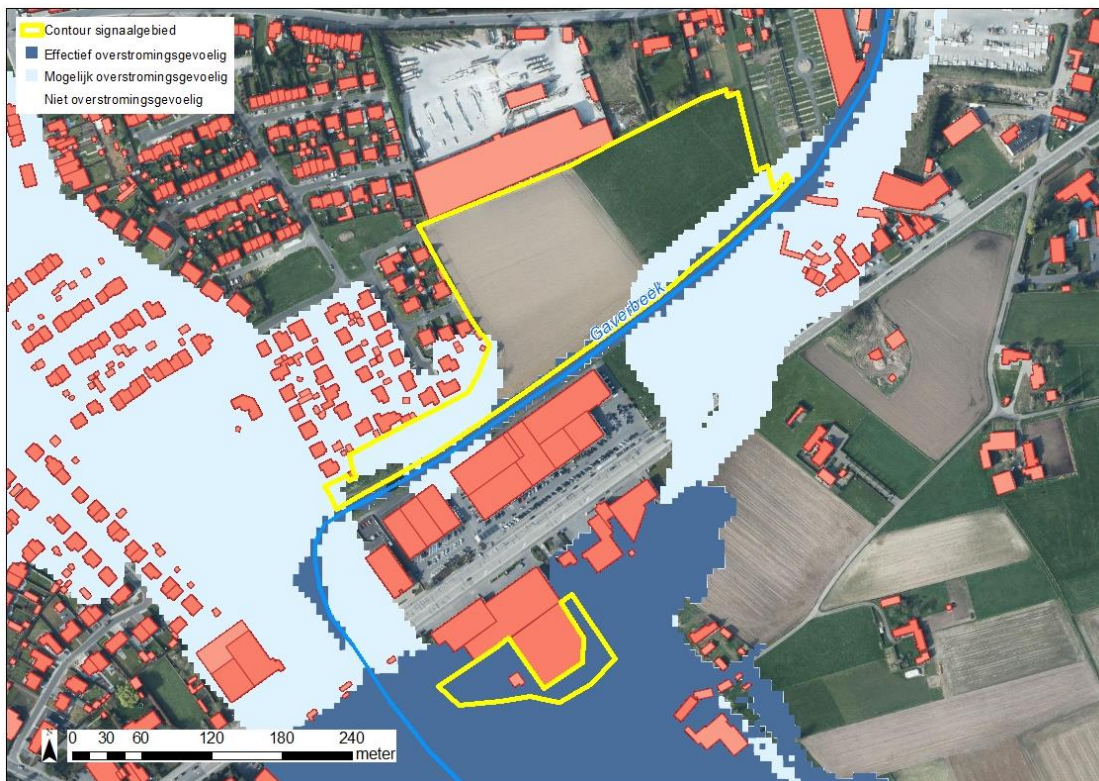 Contour signaalgebied
Effectief overstromingsgevoelig
Mogelijk overstromingsgevoelig
Niet overstromingsgevoelig
Gaverbeek
0 30 60 120 180 240
meter